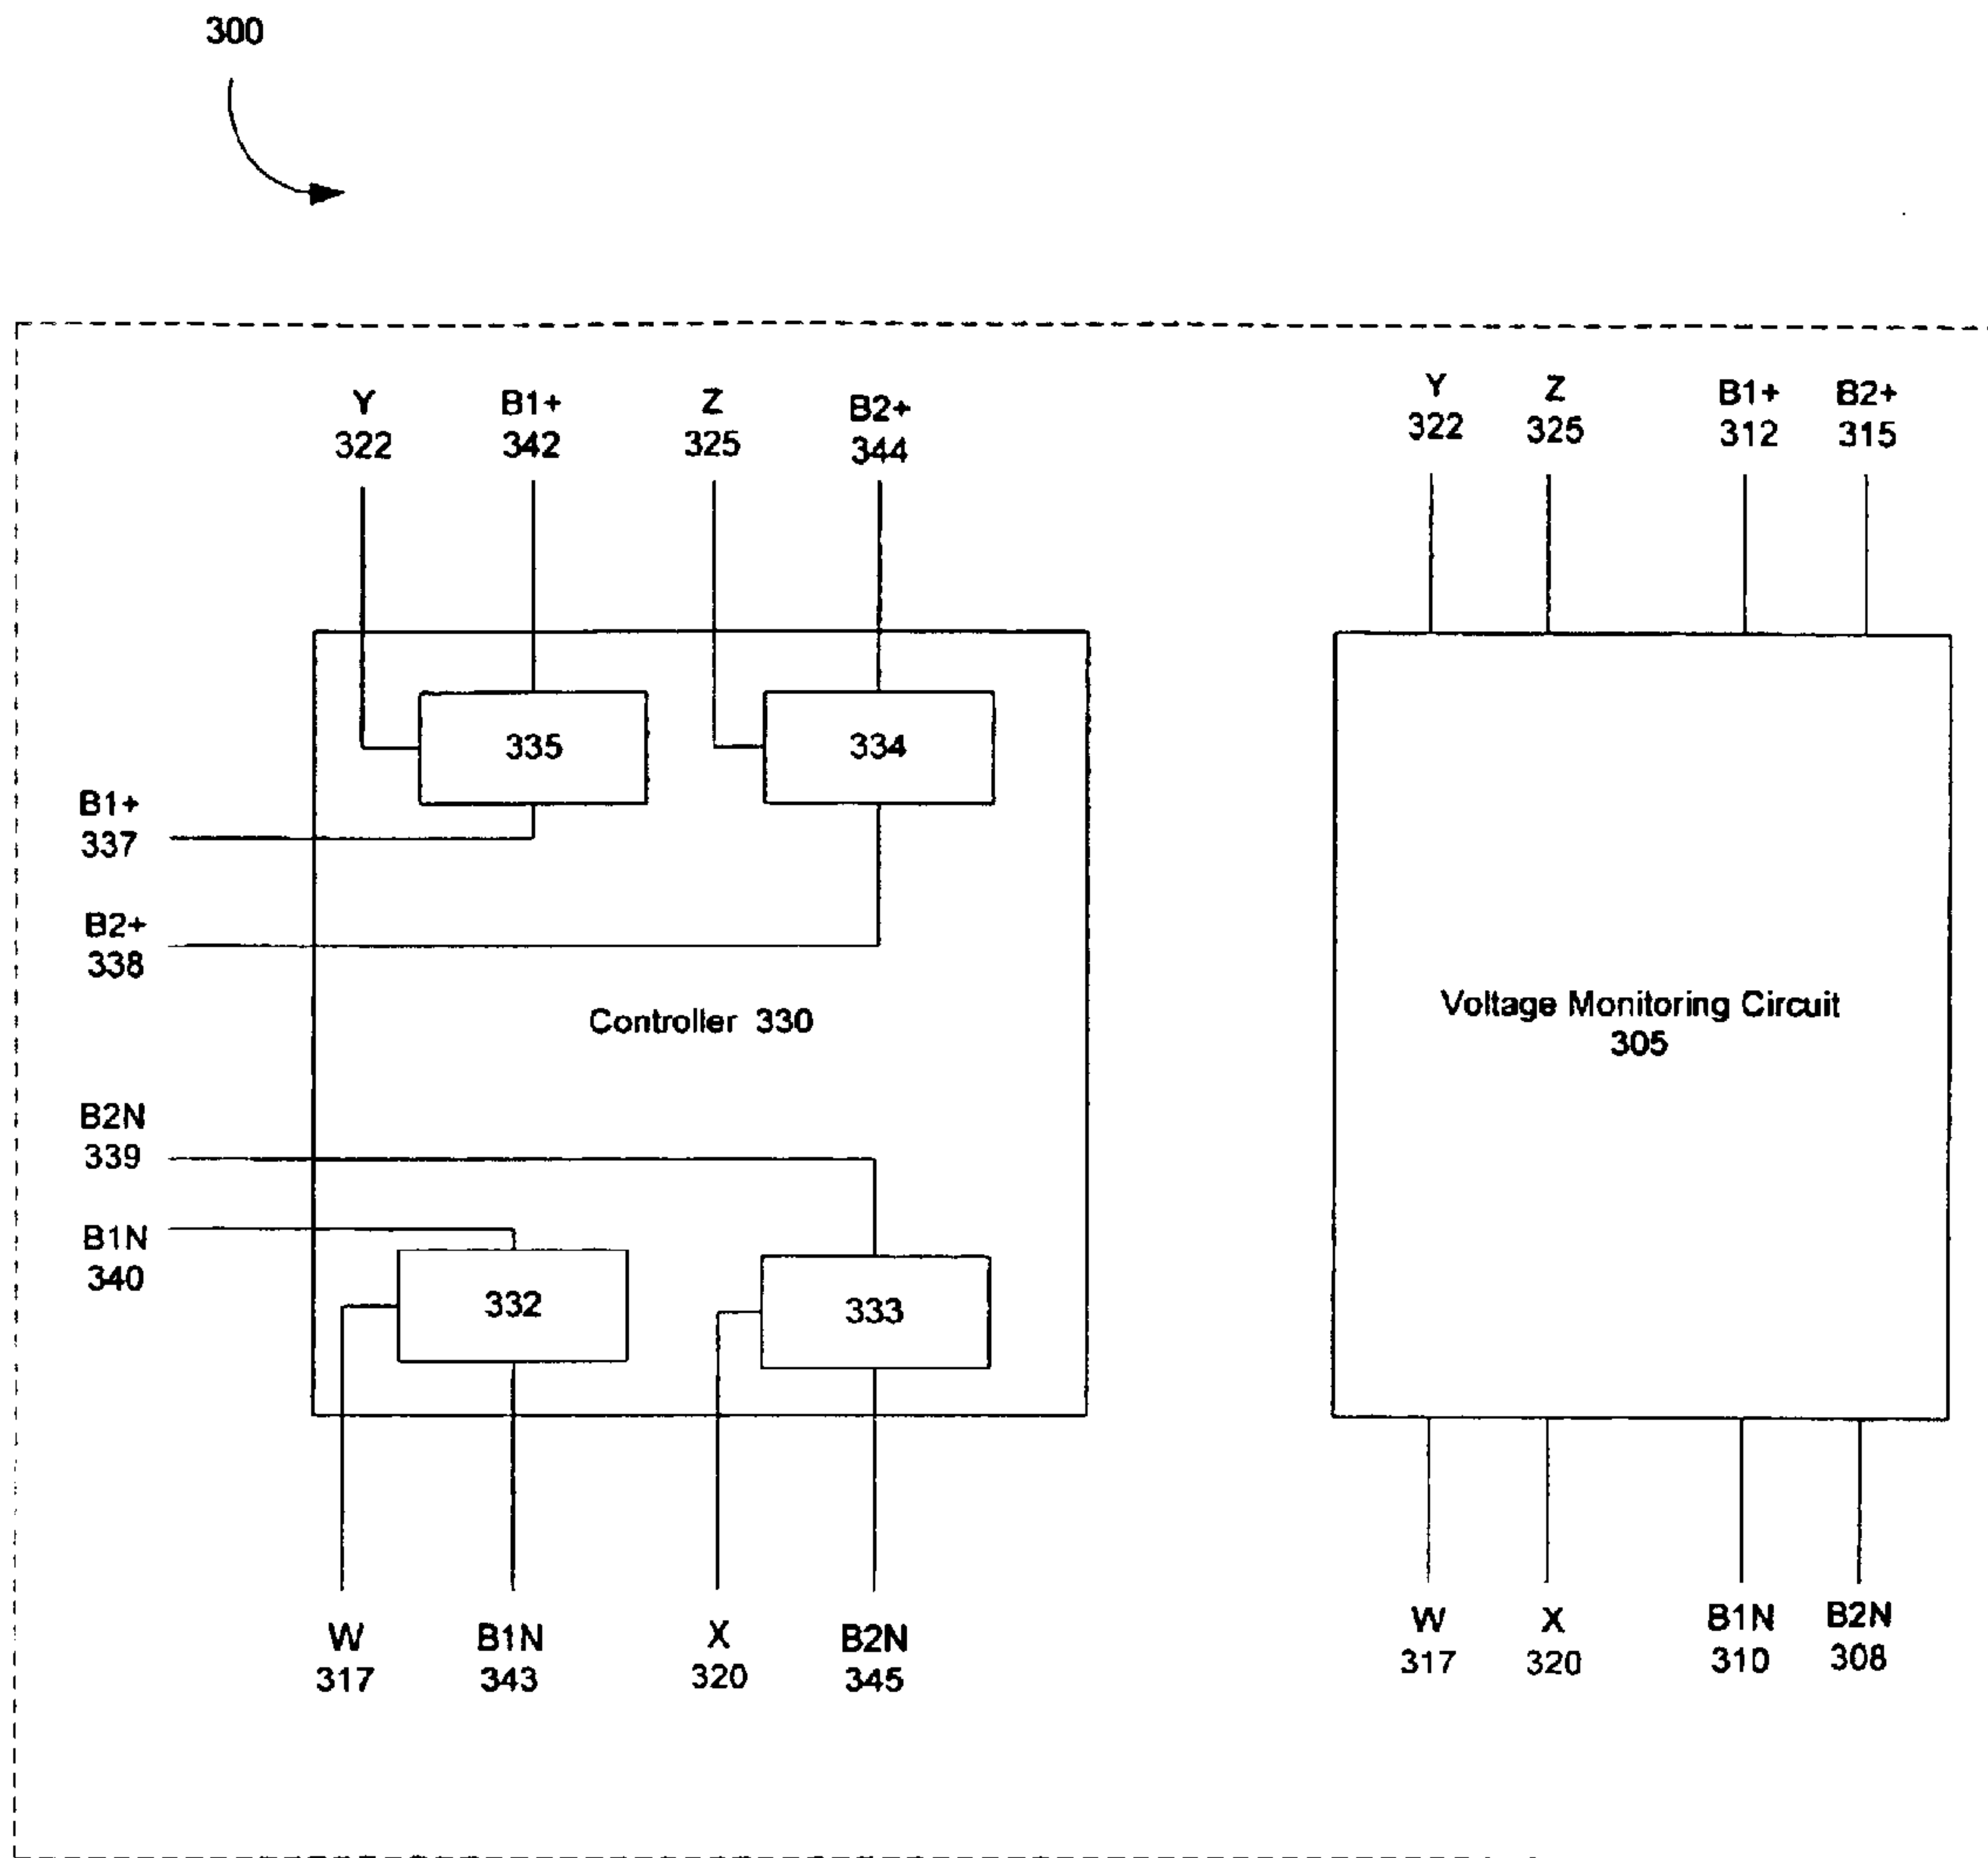 300
Y
322
B1+
342
Z
325
B2+
344
Y
322
Z
325
B1+
312
B2+
315
335
334
B1+
337
B2+
338
Controller 330
Voltage Monitoring Circuit
305
B2N
339
B1N
340
332
333
W
317
B1N
343
X
320
B2N
345
W
317
X
320
B1N
310
B2N
308